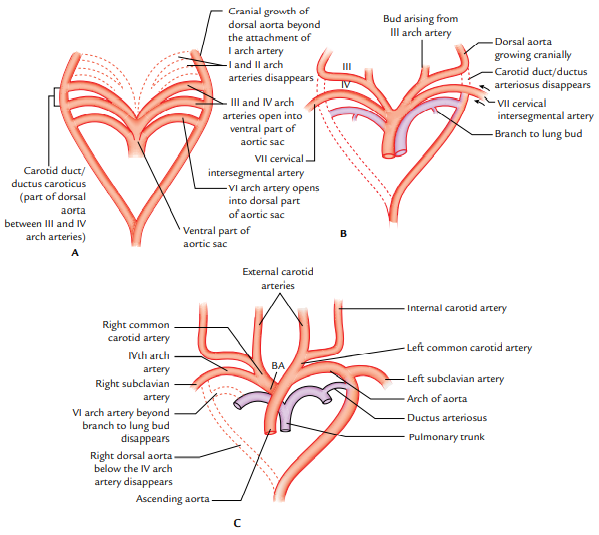 Cranial growth of
dorsal aorta beyond
the attachment of
I arch artery
I and II arch
arteries disappears
III and IV arch
arteries open into
ventral part of
aortic sac
VII cervical
intersegmental artery
VI arch artery opens
into dorsal part
of aortic sac
Ventral part of
aortic sac
Carotid duct/
ductus caroticus
(part of dorsal
aorta
between III and IV
arch arteries)
A
Bud arising from
III arch artery
III
IV
Dorsal aorta
growing cranially
Carotid duct/ductus
arteriosus disappears
VII cervical
intersegmental artery
Branch to lung bud
B
External carotid
arteries
Internal carotid artery
Right common
carotid artery
IVth arch
artery
BA
Left common carotid artery
Right subclavian
artery
Left subclavian artery
Arch of aorta
VI artery beyond
branch to lung bud
disappears
Ductus arteriosus
Pulmonary trunk
Right dorsal aorta
below the IV arch
artery disappears
Ascending aorta
C